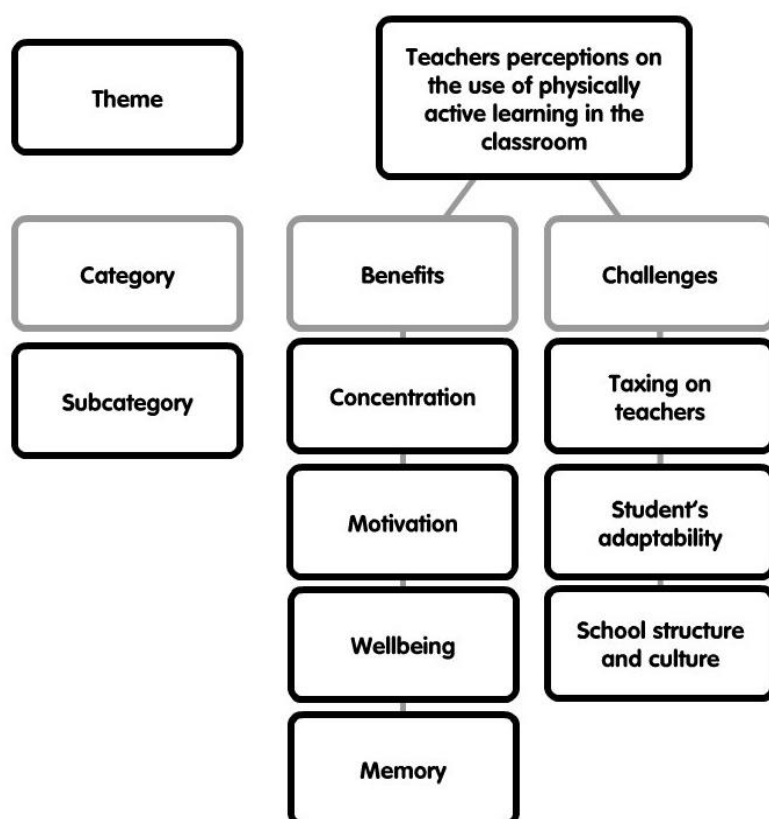 Theme
Teachers perceptions on
the use of physically
active learning in the
classroom
Category
Benefits
Challenges
Subcategory
Concentration
Taxing on
teachers
Motivation
Student's
adaptability
Wellbeing
School structure
and culture
Memory